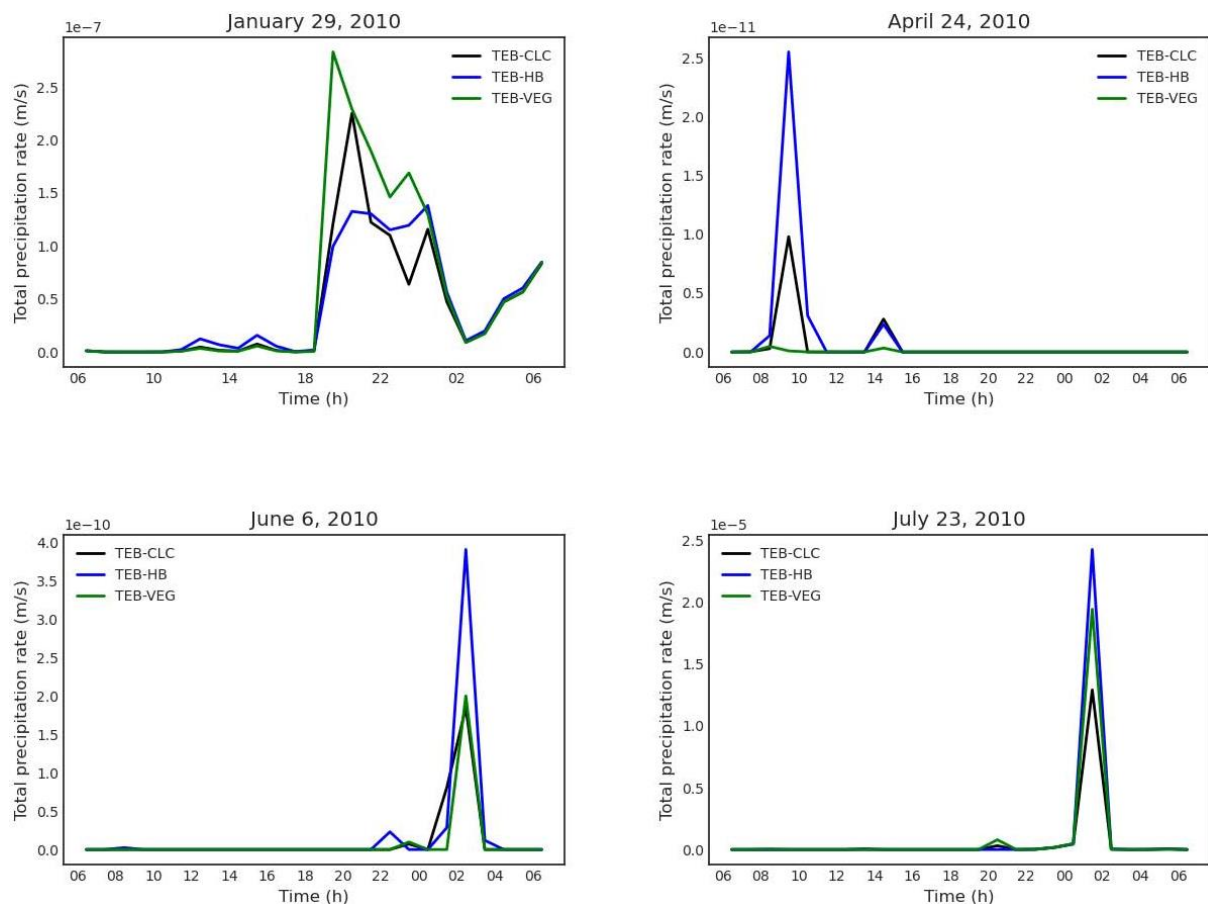 January 29, 2010
1e−7
Total precipitation rate (m/s)
2.5
2.0
1.5
1.0
0.5
0.0
TEB-CLC
TEB-HB
TEB-VEG
06 10 14 18 22 02 06
Time (h)
April 24, 2010
1e−11
Total precipitation rate (m/s)
2.5
2.0
1.5
1.0
0.5
0.0
TEB-CLC
TEB-HB
TEB-VEG
06 08 10 12 14 16 18 20 22 00 02 04 06
Time (h)
June 6, 2010
1e−10
Total precipitation rate (m/s)
4.0
3.5
3.0
2.5
2.0
1.5
1.0
0.5
0.0
TEB-CLC
TEB-HB
TEB-VEG
06 08 10 12 14 16 18 20 22 00 02 04 06
Time (h)
July 23, 2010
1e−5
Total precipitation rate (m/s)
2.5
2.0
1.5
1.0
0.5
0.0
TEB-CLC
TEB-HB
TEB-VEG
06 08 10 12 14 16 18 20 22 00 02 04 06
Time (h)